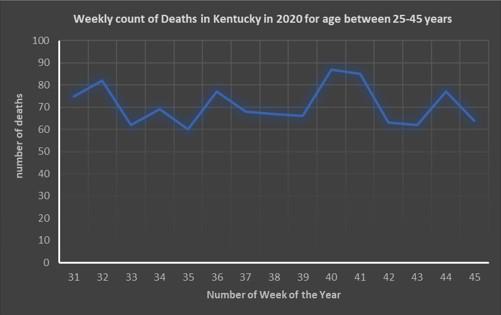 Weekly count of Deaths in Kentucky in 2020 for age between 25-45 years
100
90
80
70
60
50
40
30
20
10
0
number of deaths
31 32 33 34 35 36 37 38 39 40 41 42 43 44 45
Number of Week of the Year